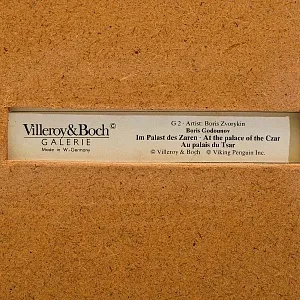 Villeroy&Boch©
GALERIE
Made in W.-Germany
G 2 · Artist: Boris Zvorykin
Boris Godounov
Im Palast des Zaren · At the palace of the Czar
Au palais du Tsar
© Villeroy & Boch © Viking Penguin Inc.